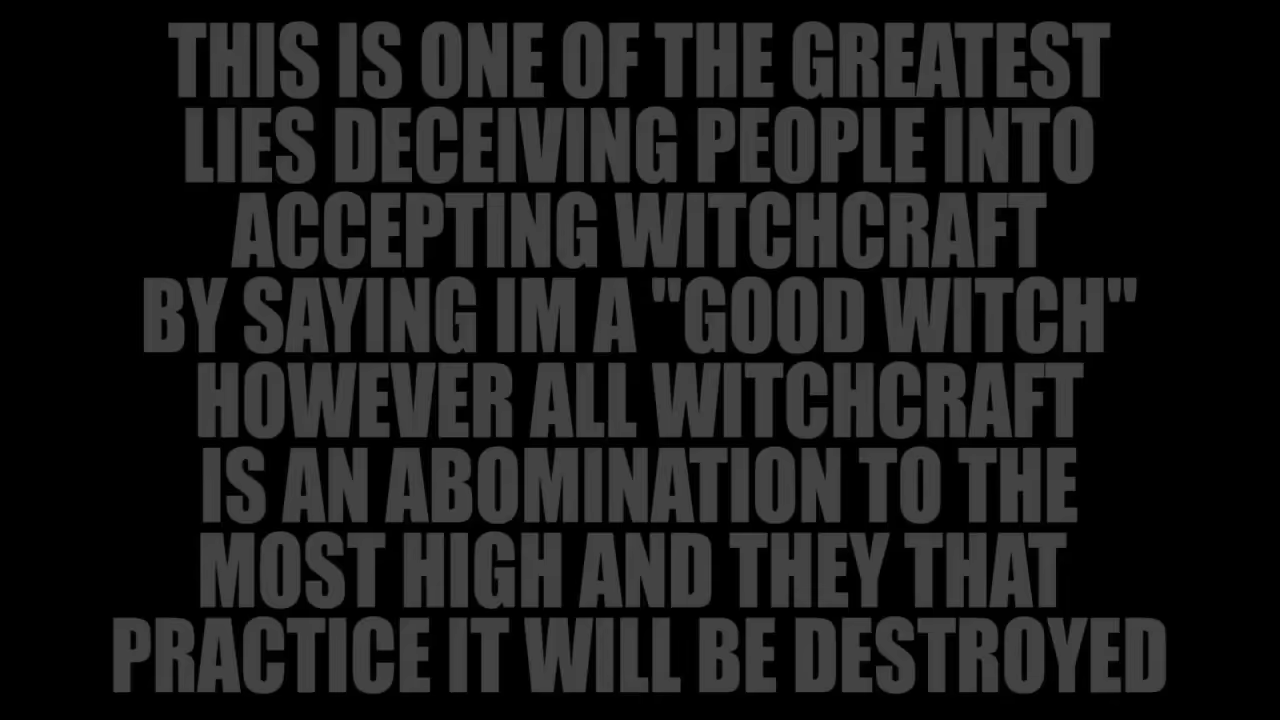 THIS IS ONE OF THE GREATEST
LIES DECEIVING PEOPLE INTO
ACCEPTING WITCHCRAFT
BY SAYING IM A "GOOD WITCH"
HOWEVER ALL WITCHCRAFT
IS AN ABOMINATION TO THE
MOST HIGH AND THEY THAT
PRACTICE IT WILL BE DESTROYED